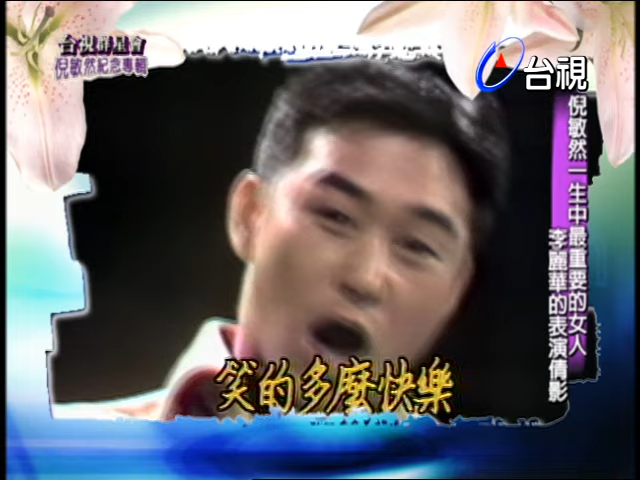 台視群星會
倪敏然紀念專輯
台視
倪敏然一生中最重要的女人
李麗華的表演倩影
笑的多麼快樂